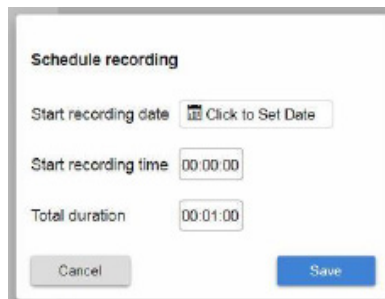 Schedule recording
Start recording date Click to Set Date
Start recording time 00:00:00
Total duration 00:01:00
Cancel Save